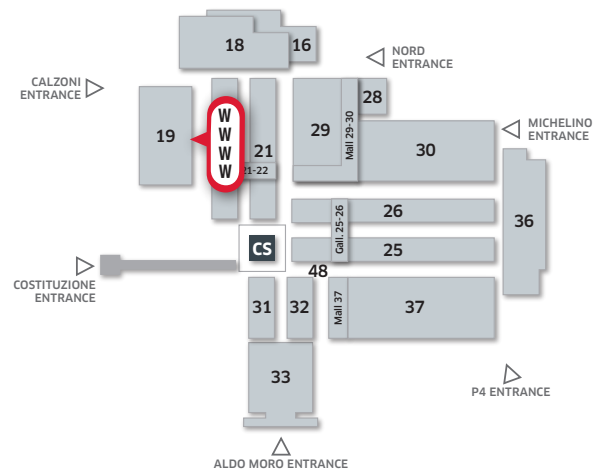 18
16
NORD
ENTRANCE
CALZONI
ENTRANCE
28
19
W
W
W
W
21
21-22
29
Mall 29-30
30
MICHELINO
ENTRANCE
26
Gall. 25-26
25
36
CS
48
COSTITUZIONE
ENTRANCE
31
32
Mall 37
37
33
P4 ENTRANCE
ALDO MORO ENTRANCE